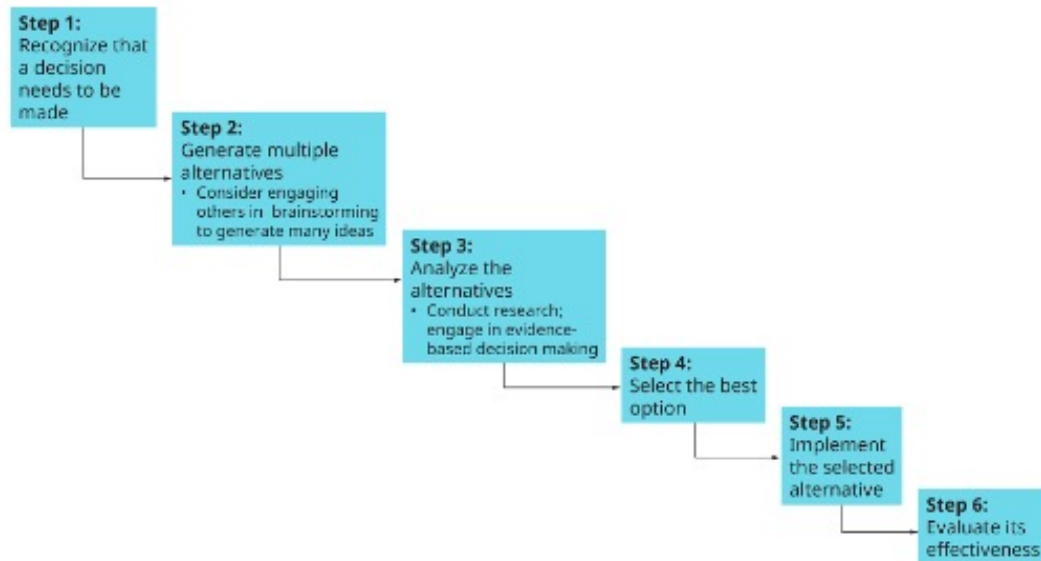 Step 1:
Recognize that
a decision
needs to be
made
Step 2:
Generate multiple
alternatives
• Consider engaging
others in brainstorming
to generate many ideas
Step 3:
Analyze the
alternatives
• Conduct research;
engage in evidence-
based decision making
Step 4:
Select the best
option
Step 5:
Implement
the selected
alternative
Step 6:
Evaluate its
effectiveness